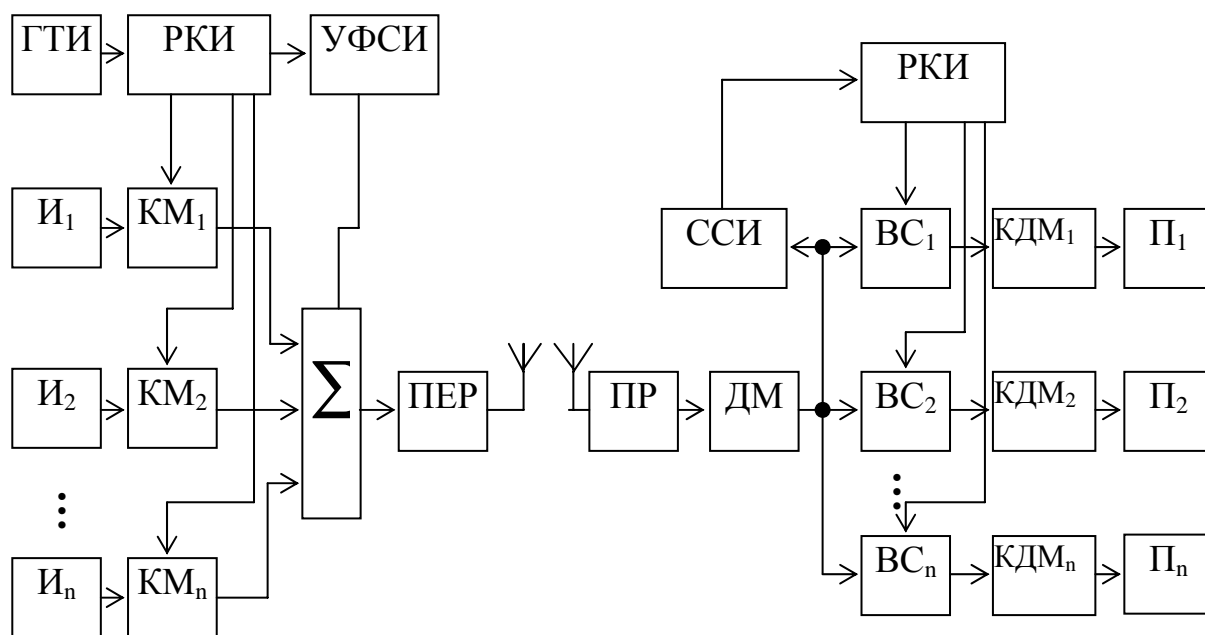 ГТИ РКИ УФСИ
РКИ
И₁ КМ₁ ССИ ВС₁ КДМ₁ П₁
И₂ КМ₂ Σ ПЕР ПР ДМ ВС₂ КДМ₂ П₂
Иₙ КМₙ ВСₙ КДМₙ Пₙ